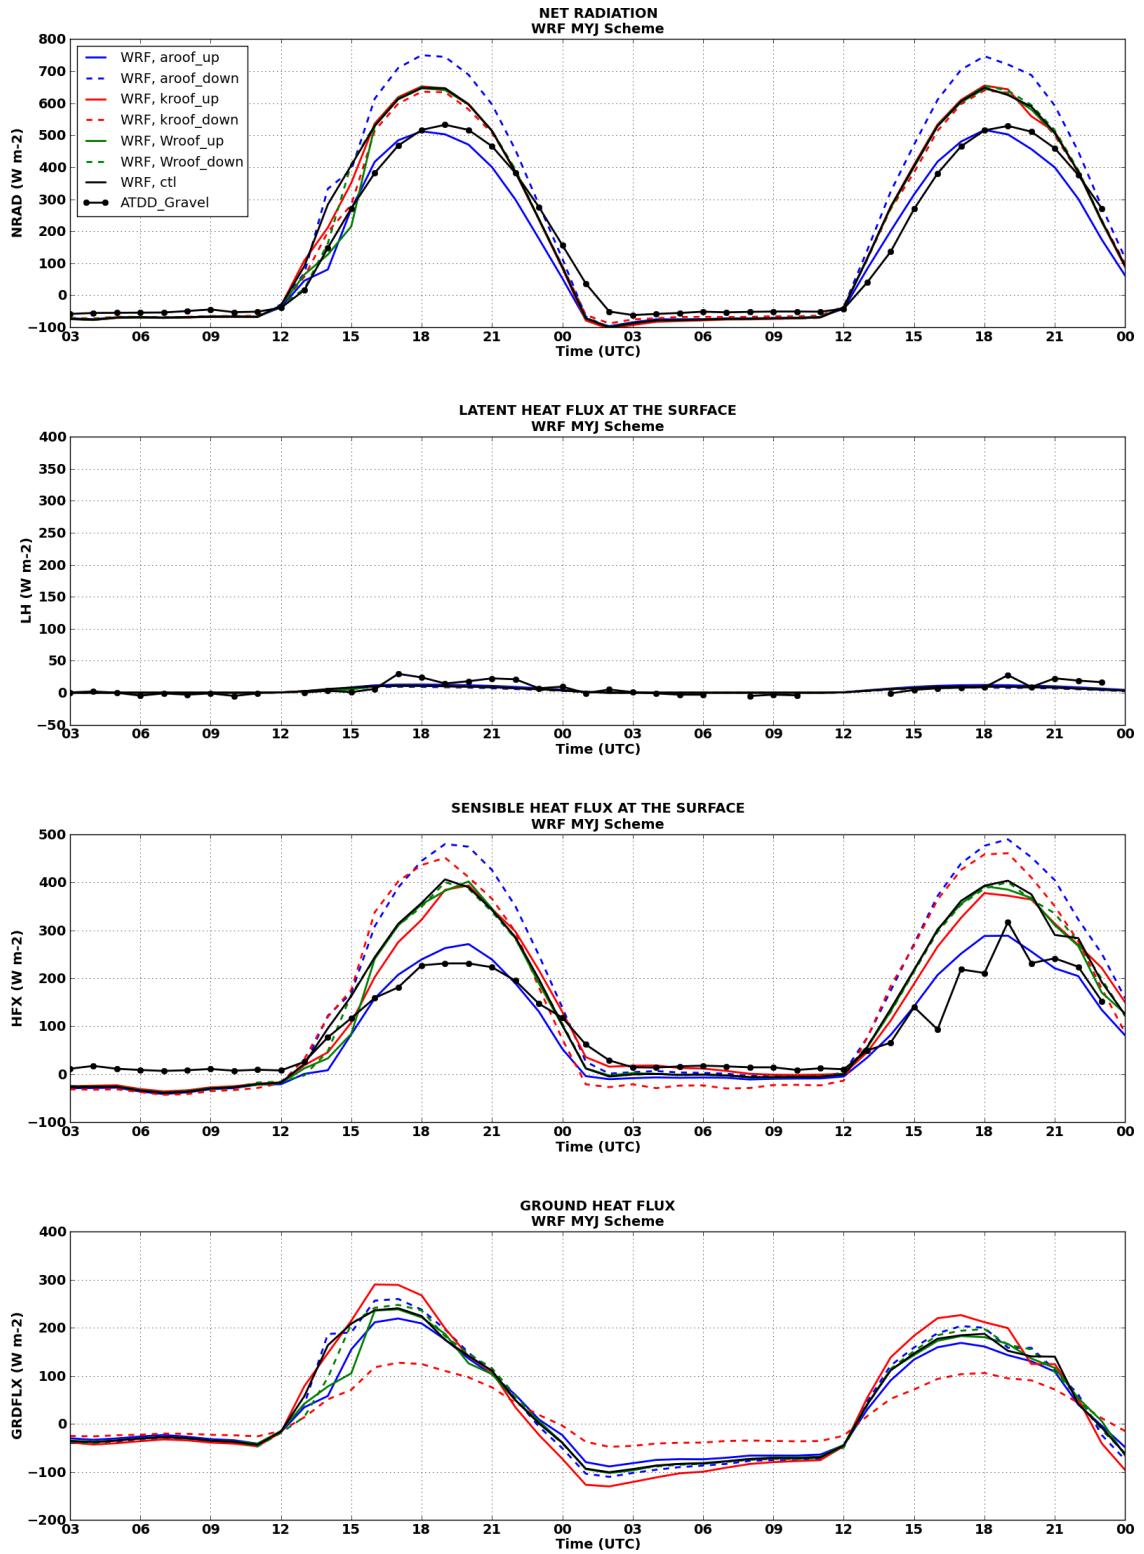 NET RADIATION
WRF MYJ Scheme
800
700
600
500
400
300
200
100
0
−100
NRAD (W m-2)
WRF, aroof_up
WRF, aroof_down
WRF, kroof_up
WRF, kroof_down
WRF, Wroof_up
WRF, Wroof_down
WRF, ctl
ATDD_Gravel
03 06 09 12 15 18 21 00 03 06 09 12 15 18 21 00
Time (UTC)
LATENT HEAT FLUX AT THE SURFACE
WRF MYJ Scheme
400
350
300
250
200
150
100
50
0
−50
LH (W m-2)
03 06 09 12 15 18 21 00 03 06 09 12 15 18 21 00
Time (UTC)
SENSIBLE HEAT FLUX AT THE SURFACE
WRF MYJ Scheme
500
400
300
200
100
0
−100
HFX (W m-2)
03 06 09 12 15 18 21 00 03 06 09 12 15 18 21 00
Time (UTC)
GROUND HEAT FLUX
WRF MYJ Scheme
400
300
200
100
0
−100
−200
GRDFLX (W m-2)
03 06 09 12 15 18 21 00 03 06 09 12 15 18 21 00
Time (UTC)